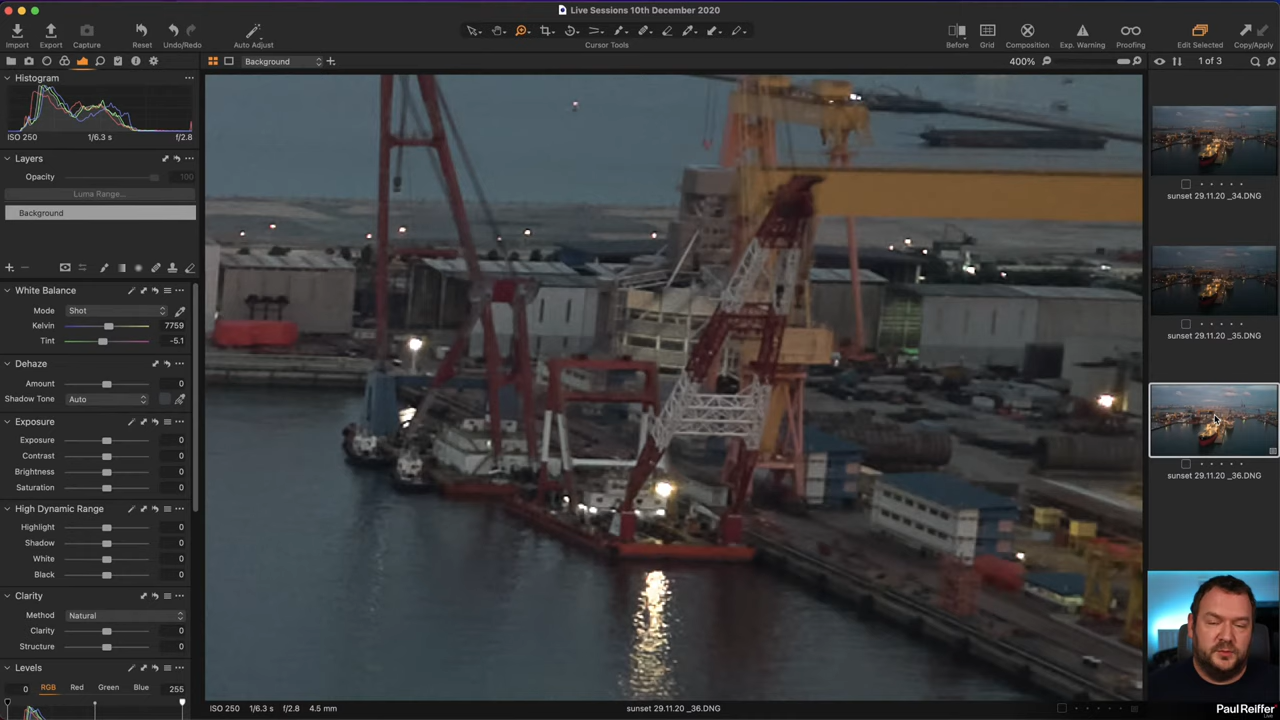 Live Sessions 10th December 2020
Import
Export
Capture
Reset
Undo/Redo
Auto Adjust
Cursor Tools
Before
Grid
Composition
Exp. Warning
Proofing
Edit Selected
Copy/Apply
Background
400%
1 of 3
Histogram
ISO 250
1/6.3 s
f/2.8
Layers
Opacity
100
Luma Range...
Background
White Balance
Mode
Shot
Kelvin
7759
Tint
-5.1
Dehaze
Amount
0
Shadow Tone
Auto
Exposure
Exposure
0
Contrast
0
Brightness
0
Saturation
0
High Dynamic Range
Highlight
0
Shadow
0
White
0
Black
0
Clarity
Method
Natural
Clarity
0
Structure
0
Levels
0
RGB
Red
Green
Blue
255
ISO 250
1/6.3 s
f/2.8
4.5 mm
sunset 29.11.20 _36.DNG
sunset 29.11.20 _34.DNG
sunset 29.11.20 _35.DNG
sunset 29.11.20 _36.DNG
Paul Reiffer
Live